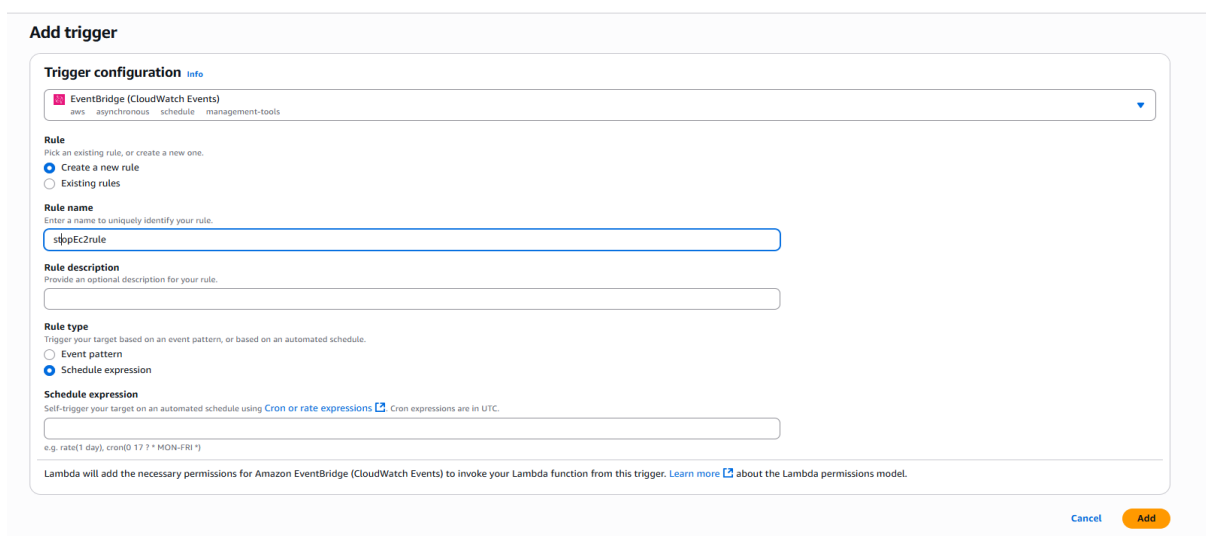 Add trigger
Trigger configuration Info
EventBridge (CloudWatch Events)
aws asynchronous schedule management-tools
Rule
Pick an existing rule, or create a new one.
Create a new rule
Existing rules
Rule name
Enter a name to uniquely identify your rule.
stopEc2rule
Rule description
Provide an optional description for your rule.
Rule type
Trigger your target based on an event pattern, or based on an automated schedule.
Event pattern
Schedule expression
Schedule expression
Self-trigger your target on an automated schedule using Cron or rate expressions. Cron expressions are in UTC.
e.g. rate(1 day), cron(0 17 ? * MON-FRI *)
Lambda will add the necessary permissions for Amazon EventBridge (CloudWatch Events) to invoke your Lambda function from this trigger. Learn more about the Lambda permissions model.
Cancel Add